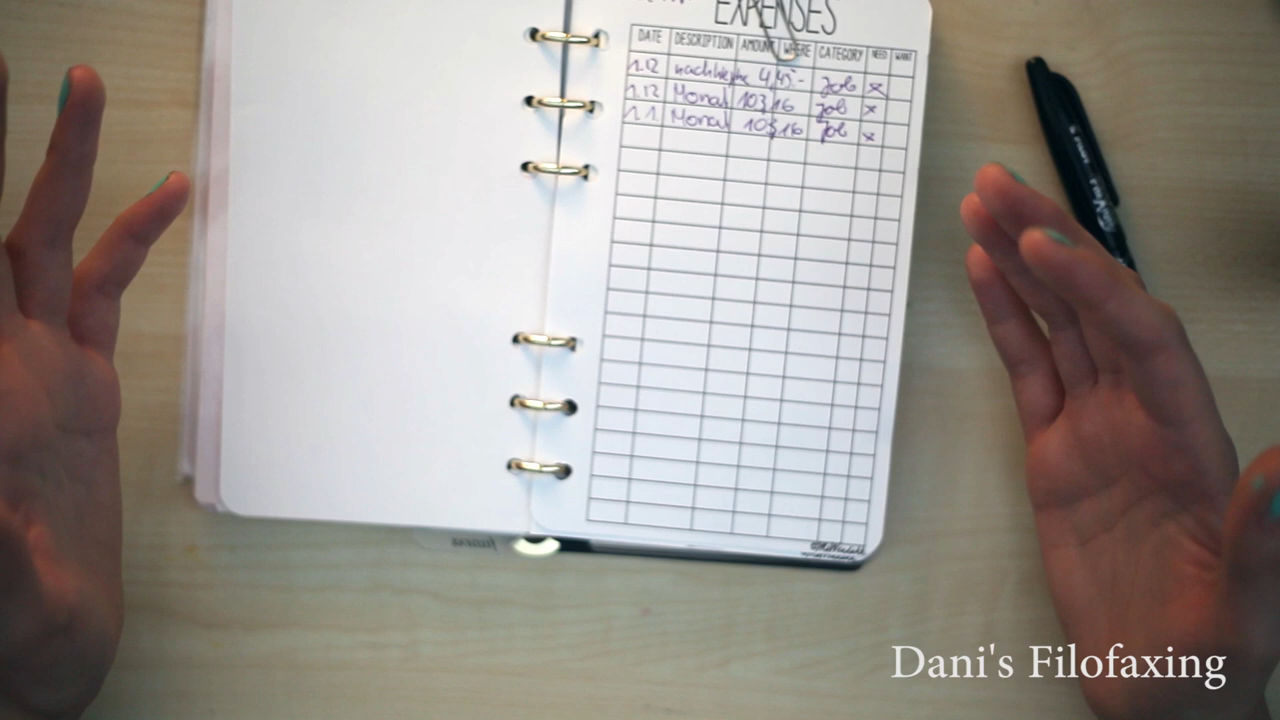 EXPENSES
DATE DESCRIPTION AMOUNT WHERE CATEGORY NEED WANT
1.12 4,45- Job x
1.12 Monat 103,16 Job x
1.1. Monat 103,16 Job x
Dani's Filofaxing